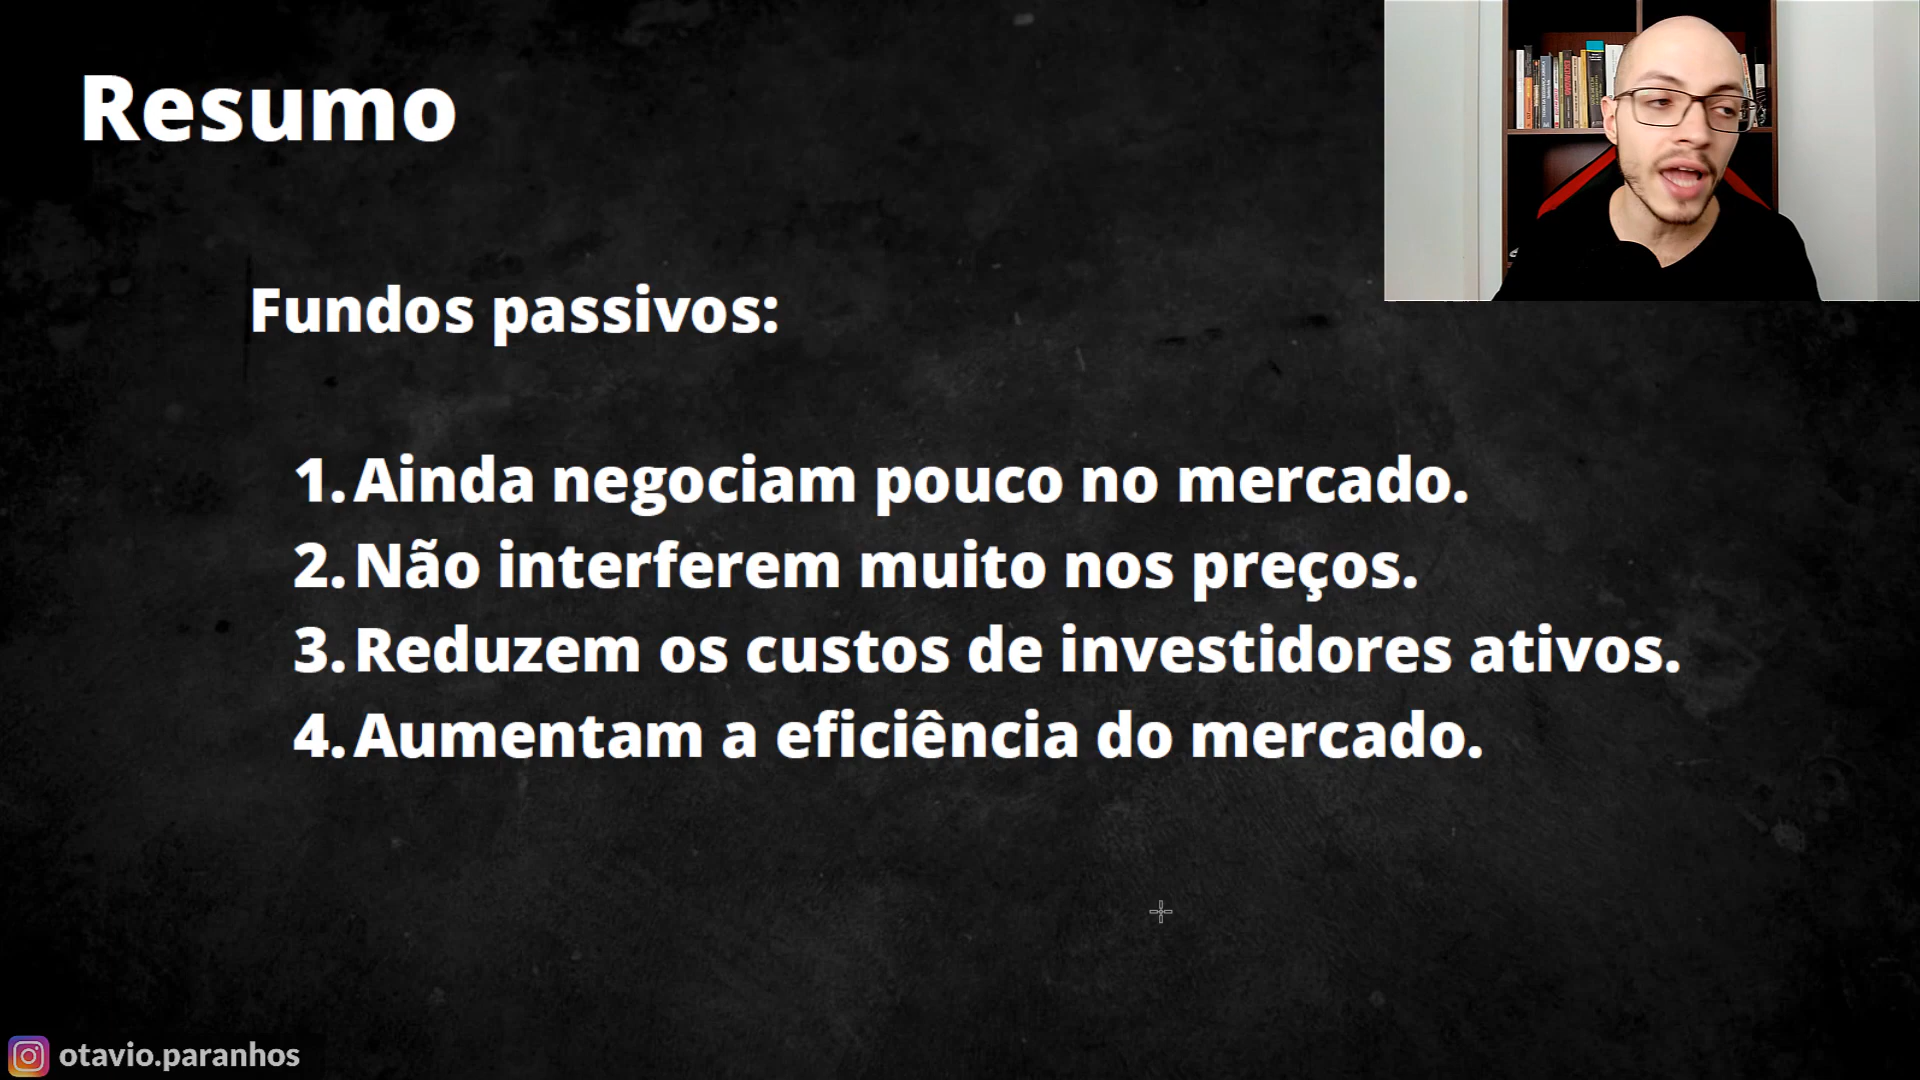 Resumo
Fundos passivos:
1. Ainda negociam pouco no mercado.
2. Não interferem muito nos preços.
3. Reduzem os custos de investidores ativos.
4. Aumentam a eficiência do mercado.
otavio.paranhos